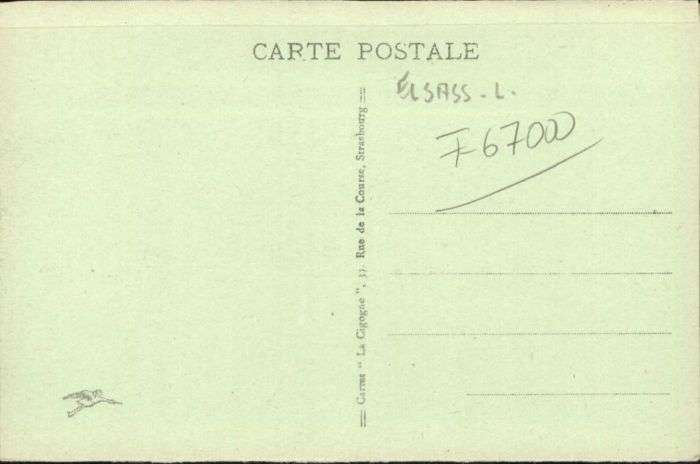 CARTE POSTALE
ELSASS-L.
F 67000
Cartes " La Cigogne ", 37, Rue de la Course, Strasbourg